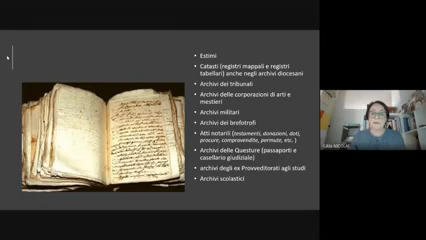 Estimi
Catasti (registri mappali e registri
tabellari) anche negli archivi diocesani
Archivi dei tribunali
Archivi delle corporazioni di arti e
mestieri
Archivi militari
Archivi dei brefotrofi
Atti notarili (testamenti, donazioni, doti,
procure, compravendite, permute, etc. )
Archivi delle Questure (passaporti e
casellario giudiziale)
archivi degli ex Provveditorati agli studi
Archivi scolastici
NICOLAI